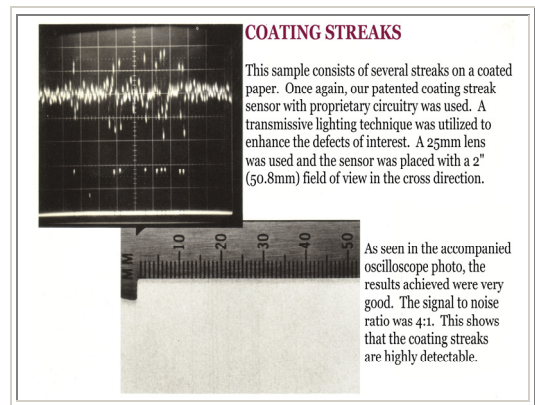 COATING STREAKS
This sample consists of several streaks on a coated
paper.  Once again, our patented coating streak
sensor with proprietary circuitry was used.  A
transmissive lighting technique was utilized to
enhance the defects of interest.  A 25mm lens
was used and the sensor was placed with a 2"
(50.8mm) field of view in the cross direction.
MM 10 20 30 40 50
As seen in the accompanied
oscilloscope photo, the
results achieved were very
good.  The signal to noise
ratio was 4:1.  This shows
that the coating streaks
are highly detectable.